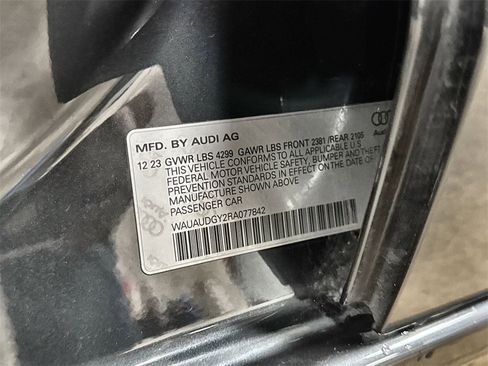 MFD. BY AUDI AG
12 23 GVWR LBS 4299 GAWR LBS FRONT 2381 /REAR 2105
THIS VEHICLE CONFORMS TO ALL APPLICABLE U.S
FEDERAL MOTOR VEHICLE SAFETY, BUMPER AND THEFT
PREVENTION STANDARDS IN EFFECT ON THE DATE OF
MANUFACTURE SHOWN ABOVE
PASSENGER CAR
WAUAUDGY2RA077842
Audi